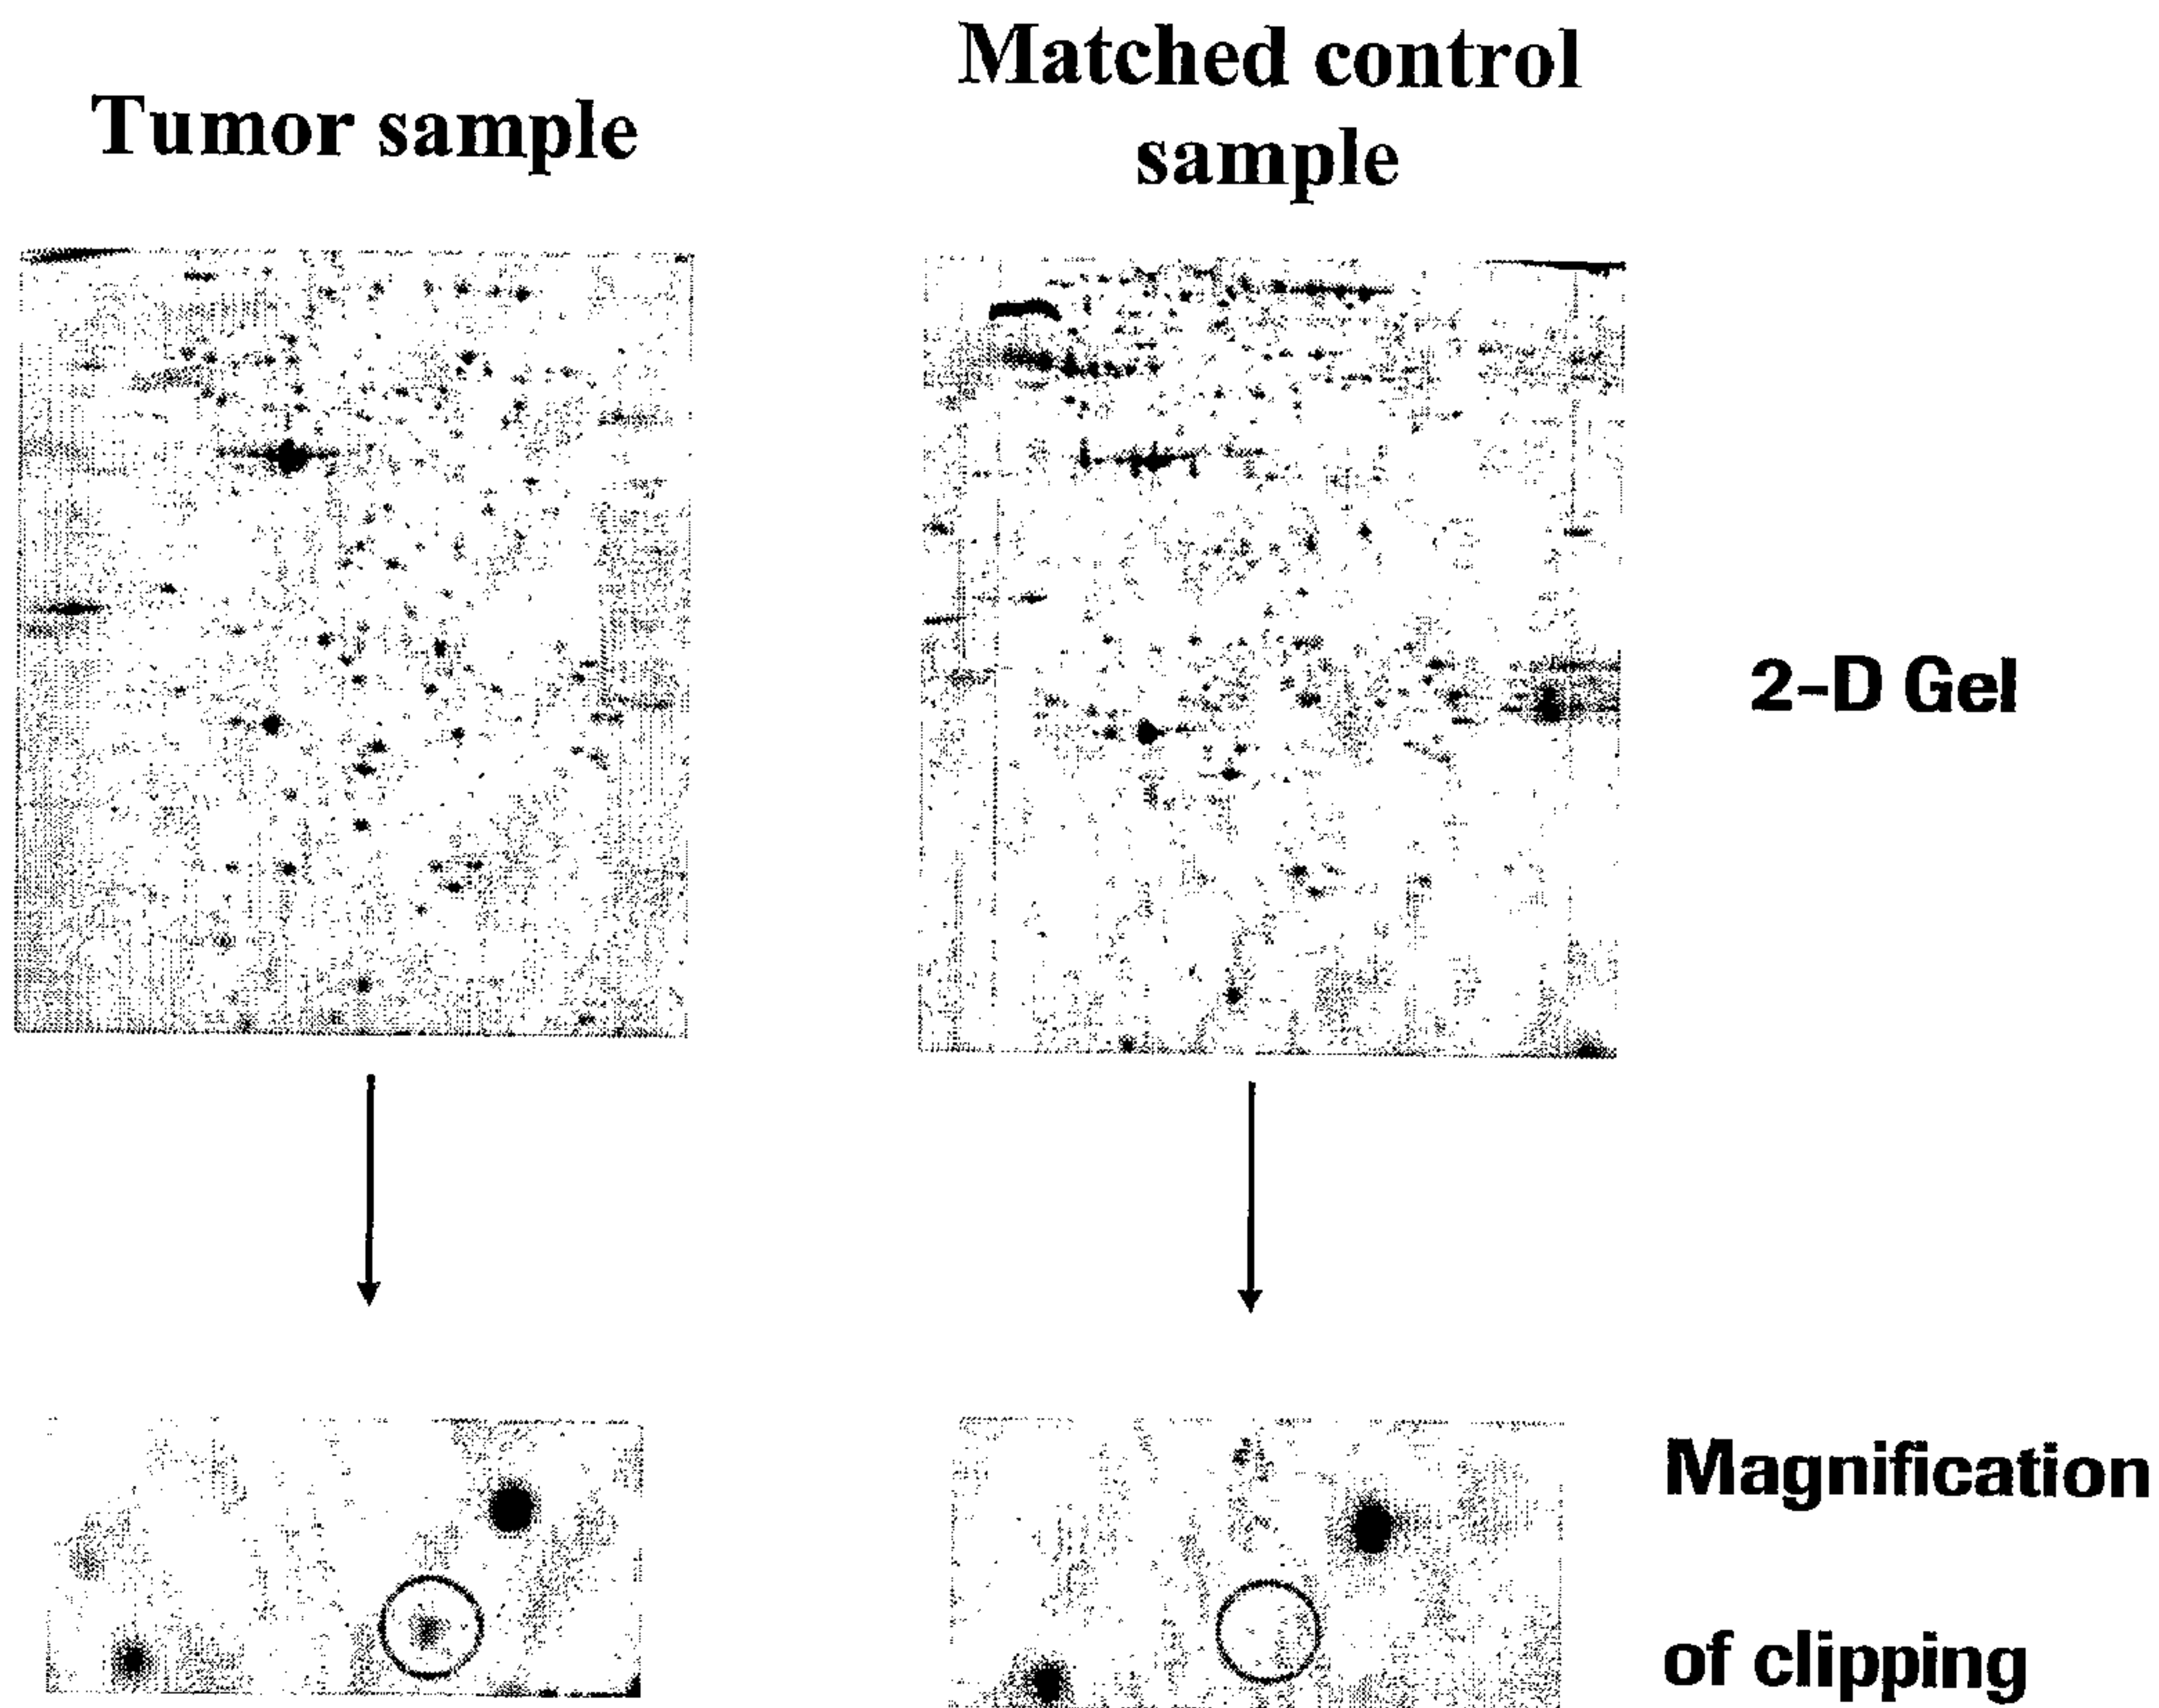 Tumor sample
Matched control
sample
2-D Gel
Magnification
of clipping